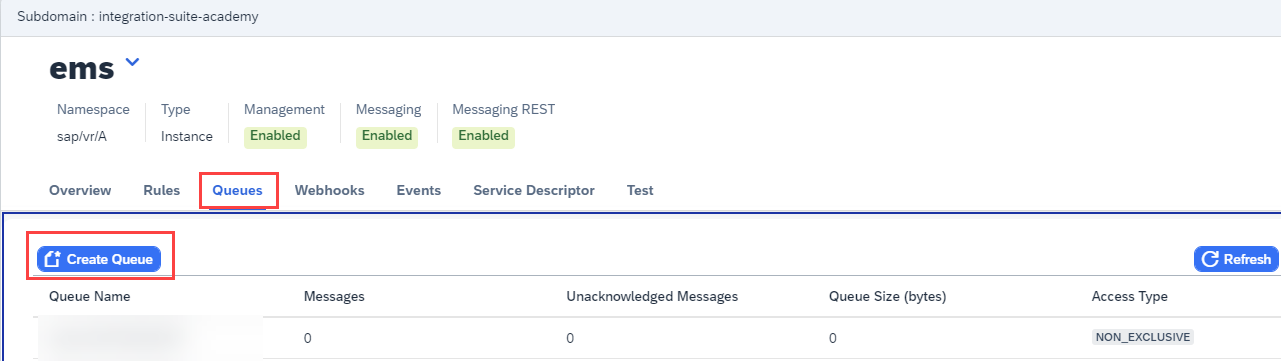 Subdomain : integration-suite-academy
ems
Namespace Type Management Messaging Messaging REST
sap/vr/A Instance Enabled Enabled Enabled
Overview Rules Queues Webhooks Events Service Descriptor Test
Create Queue Refresh
Queue Name Messages Unacknowledged Messages Queue Size (bytes) Access Type
0 0 0 NON_EXCLUSIVE